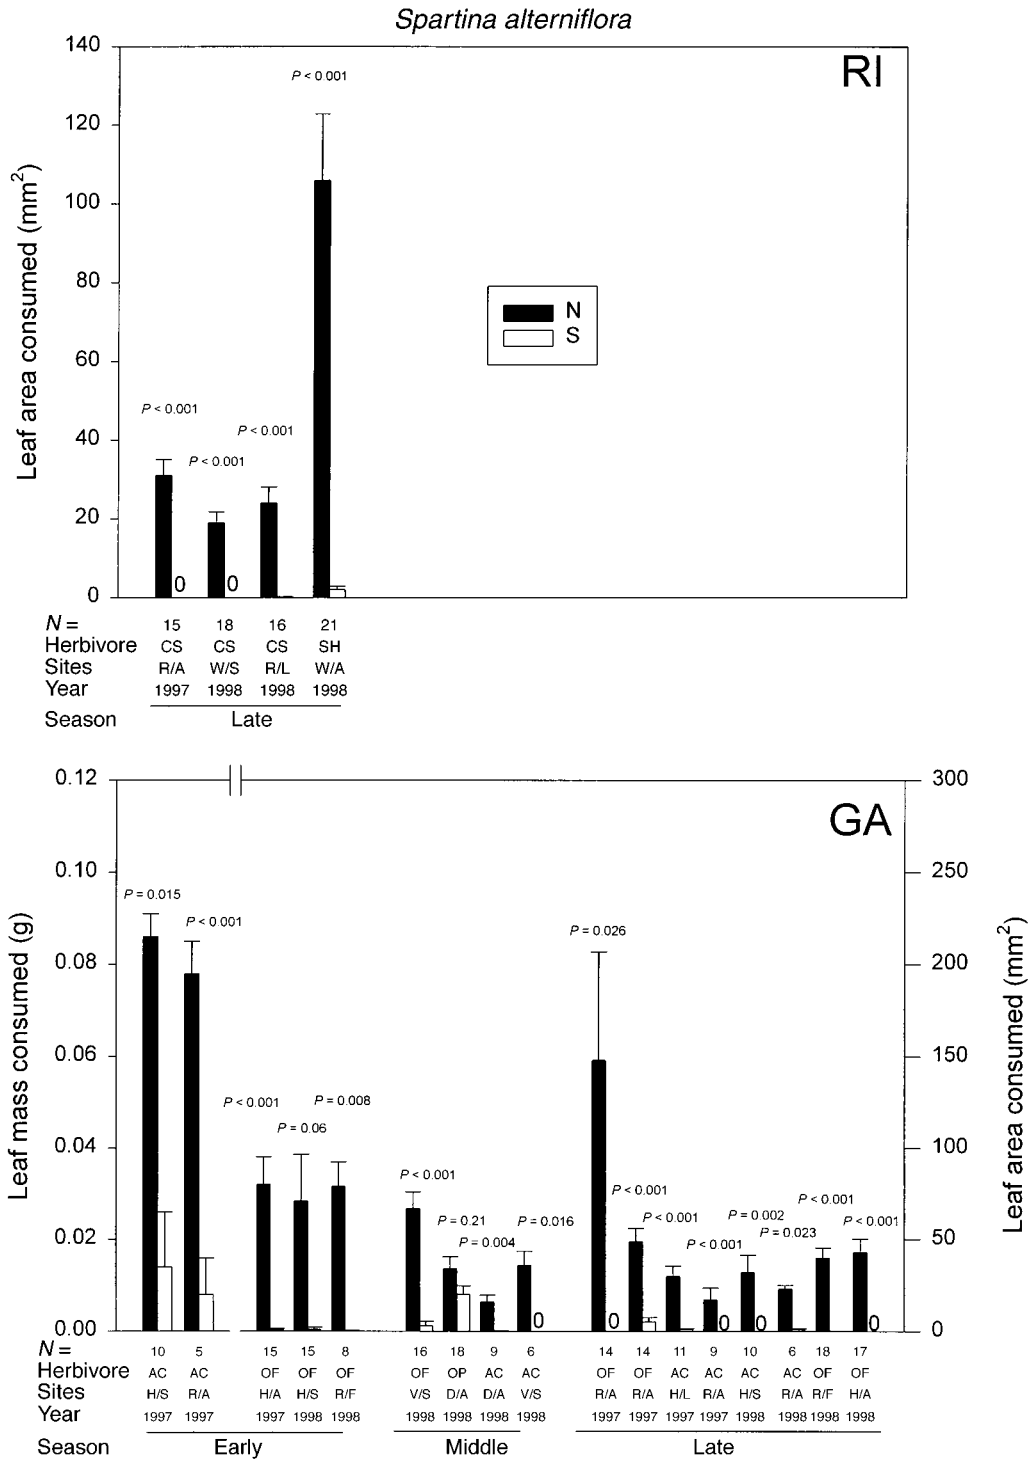 Spartina alterniflora
RI
Leaf area consumed (mm²)
140
120
100
80
60
40
20
0
P < 0.001
P < 0.001
P < 0.001
P < 0.001
0
0
N
S
N = 15 18 16 21
Herbivore CS CS CS SH
Sites R/A W/S R/L W/A
Year 1997 1998 1998 1998
Season Late
GA
Leaf mass consumed (g)
0.12
0.10
0.08
0.06
0.04
0.02
0.00
Leaf area consumed (mm²)
300
250
200
150
100
50
0
P = 0.015
P < 0.001
P < 0.001
P = 0.06
P = 0.008
P < 0.001
P = 0.21
P = 0.004
P = 0.016
P = 0.026
P < 0.001
P < 0.001
P < 0.001
P = 0.002
P = 0.023
P < 0.001
P < 0.001
0 0 0 0 0
N = 10 5 15 15 8 16 18 9 6 14 14 11 9 10 6 18 17
Herbivore AC AC OF OF OF OF OP AC AC OF OF AC AC AC AC OF OF
Sites H/S R/A H/A H/S R/F V/S D/A D/A V/S R/A R/A H/L R/A H/S R/A R/F H/A
Year 1997 1997 1997 1998 1998 1998 1998 1998 1998 1997 1997 1997 1997 1998 1998 1998 1998
Season Early Middle Late